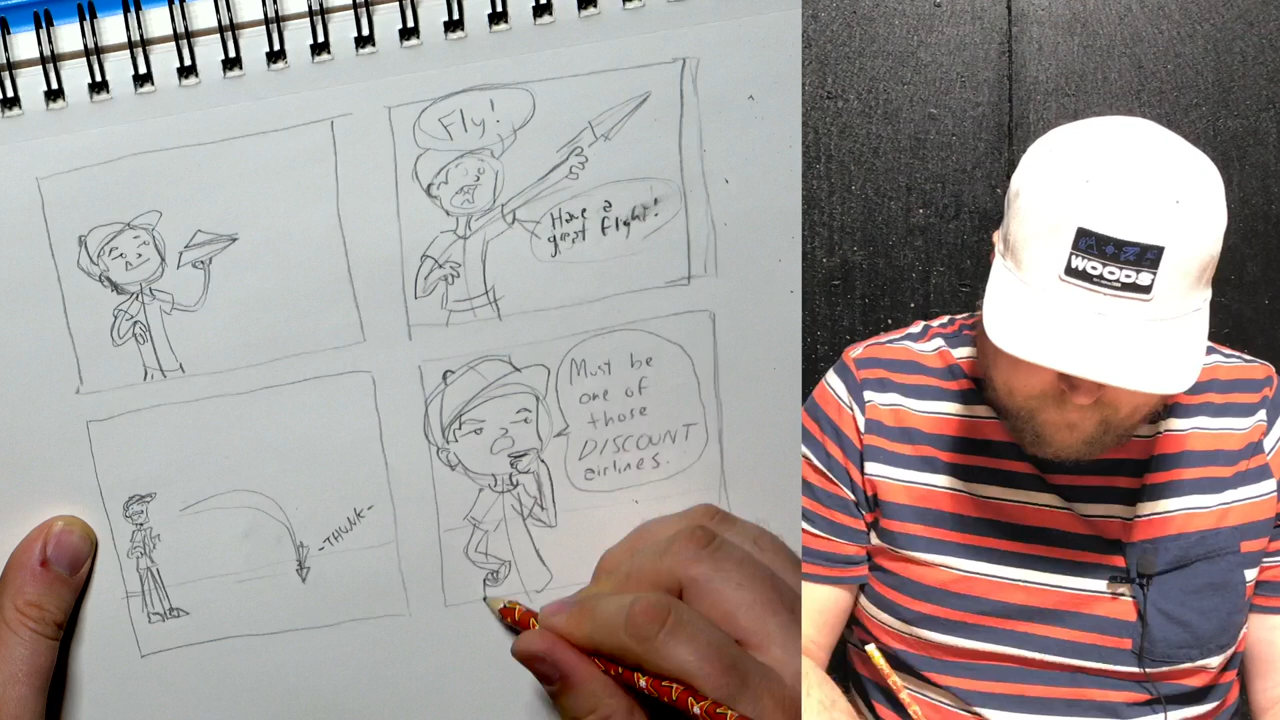 Fly!
Have a
great flight!
-THUNK-
Must be
one of
those
DISCOUNT
airlines.
WOODS